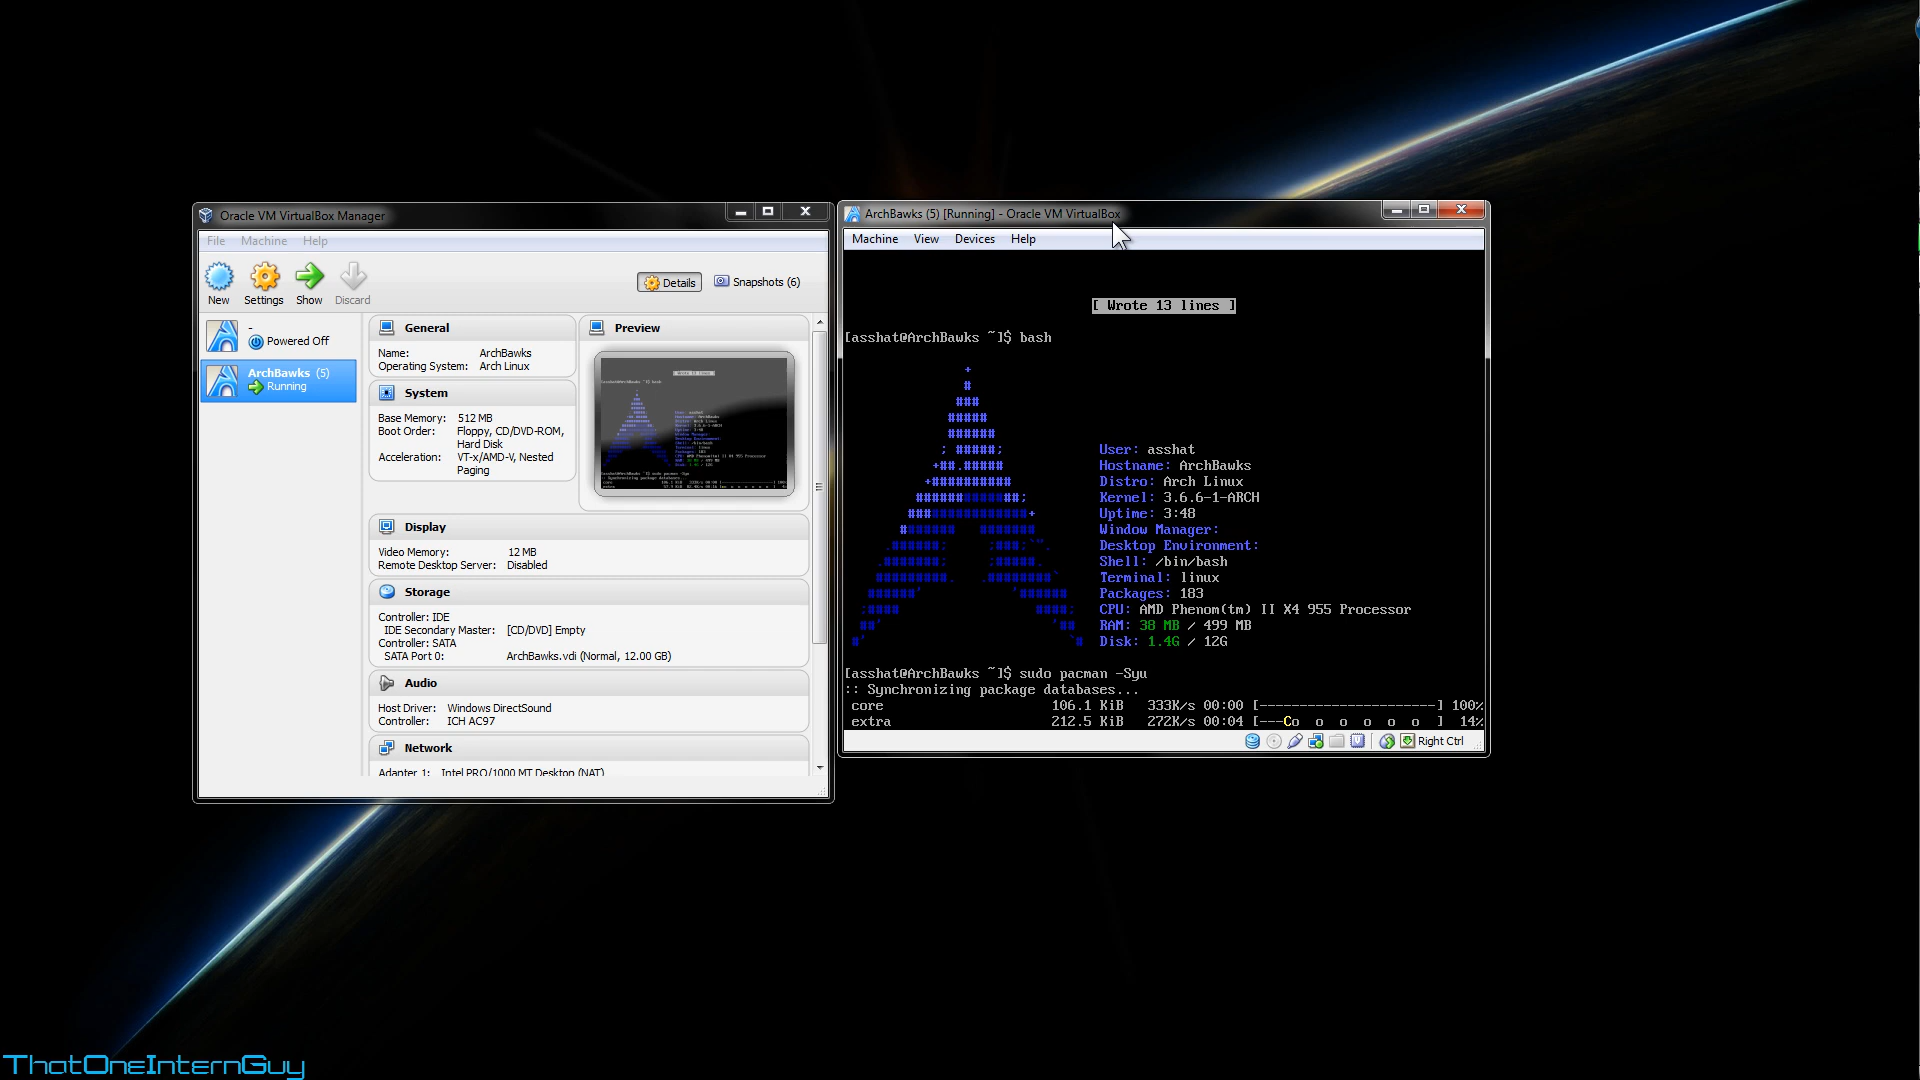 Oracle VM VirtualBox Manager
File Machine Help
New Settings Show Discard
Details Snapshots (6)
-
Powered Off
ArchBawks (5)
Running
General
Name: ArchBawks
Operating System: Arch Linux
System
Base Memory: 512 MB
Boot Order: Floppy, CD/DVD-ROM,
Hard Disk
Acceleration: VT-x/AMD-V, Nested
Paging
Preview
Display
Video Memory: 12 MB
Remote Desktop Server: Disabled
Storage
Controller: IDE
IDE Secondary Master: [CD/DVD] Empty
Controller: SATA
SATA Port 0: ArchBawks.vdi (Normal, 12.00 GB)
Audio
Host Driver: Windows DirectSound
Controller: ICH AC97
Network
Adapter 1: Intel PRO/1000 MT Desktop (NAT)
ArchBawks (5) [Running] - Oracle VM VirtualBox
Machine View Devices Help
[ Wrote 13 lines ]
[asshat@ArchBawks ~]$ bash
User: asshat
Hostname: ArchBawks
Distro: Arch Linux
Kernel: 3.6.6-1-ARCH
Uptime: 3:48
Window Manager:
Desktop Environment:
Shell: /bin/bash
Terminal: linux
Packages: 183
CPU: AMD Phenom(tm) II X4 955 Processor
RAM: 38 MB / 499 MB
Disk: 1.4G / 12G
[asshat@ArchBawks ~]$ sudo pacman -Syu
:: Synchronizing package databases...
core 106.1 KiB 333K/s 00:00 [----------------------] 100%
extra 212.5 KiB 272K/s 00:04 [---Co o o o o o ] 14%
Right Ctrl
ThatOneInternGuy